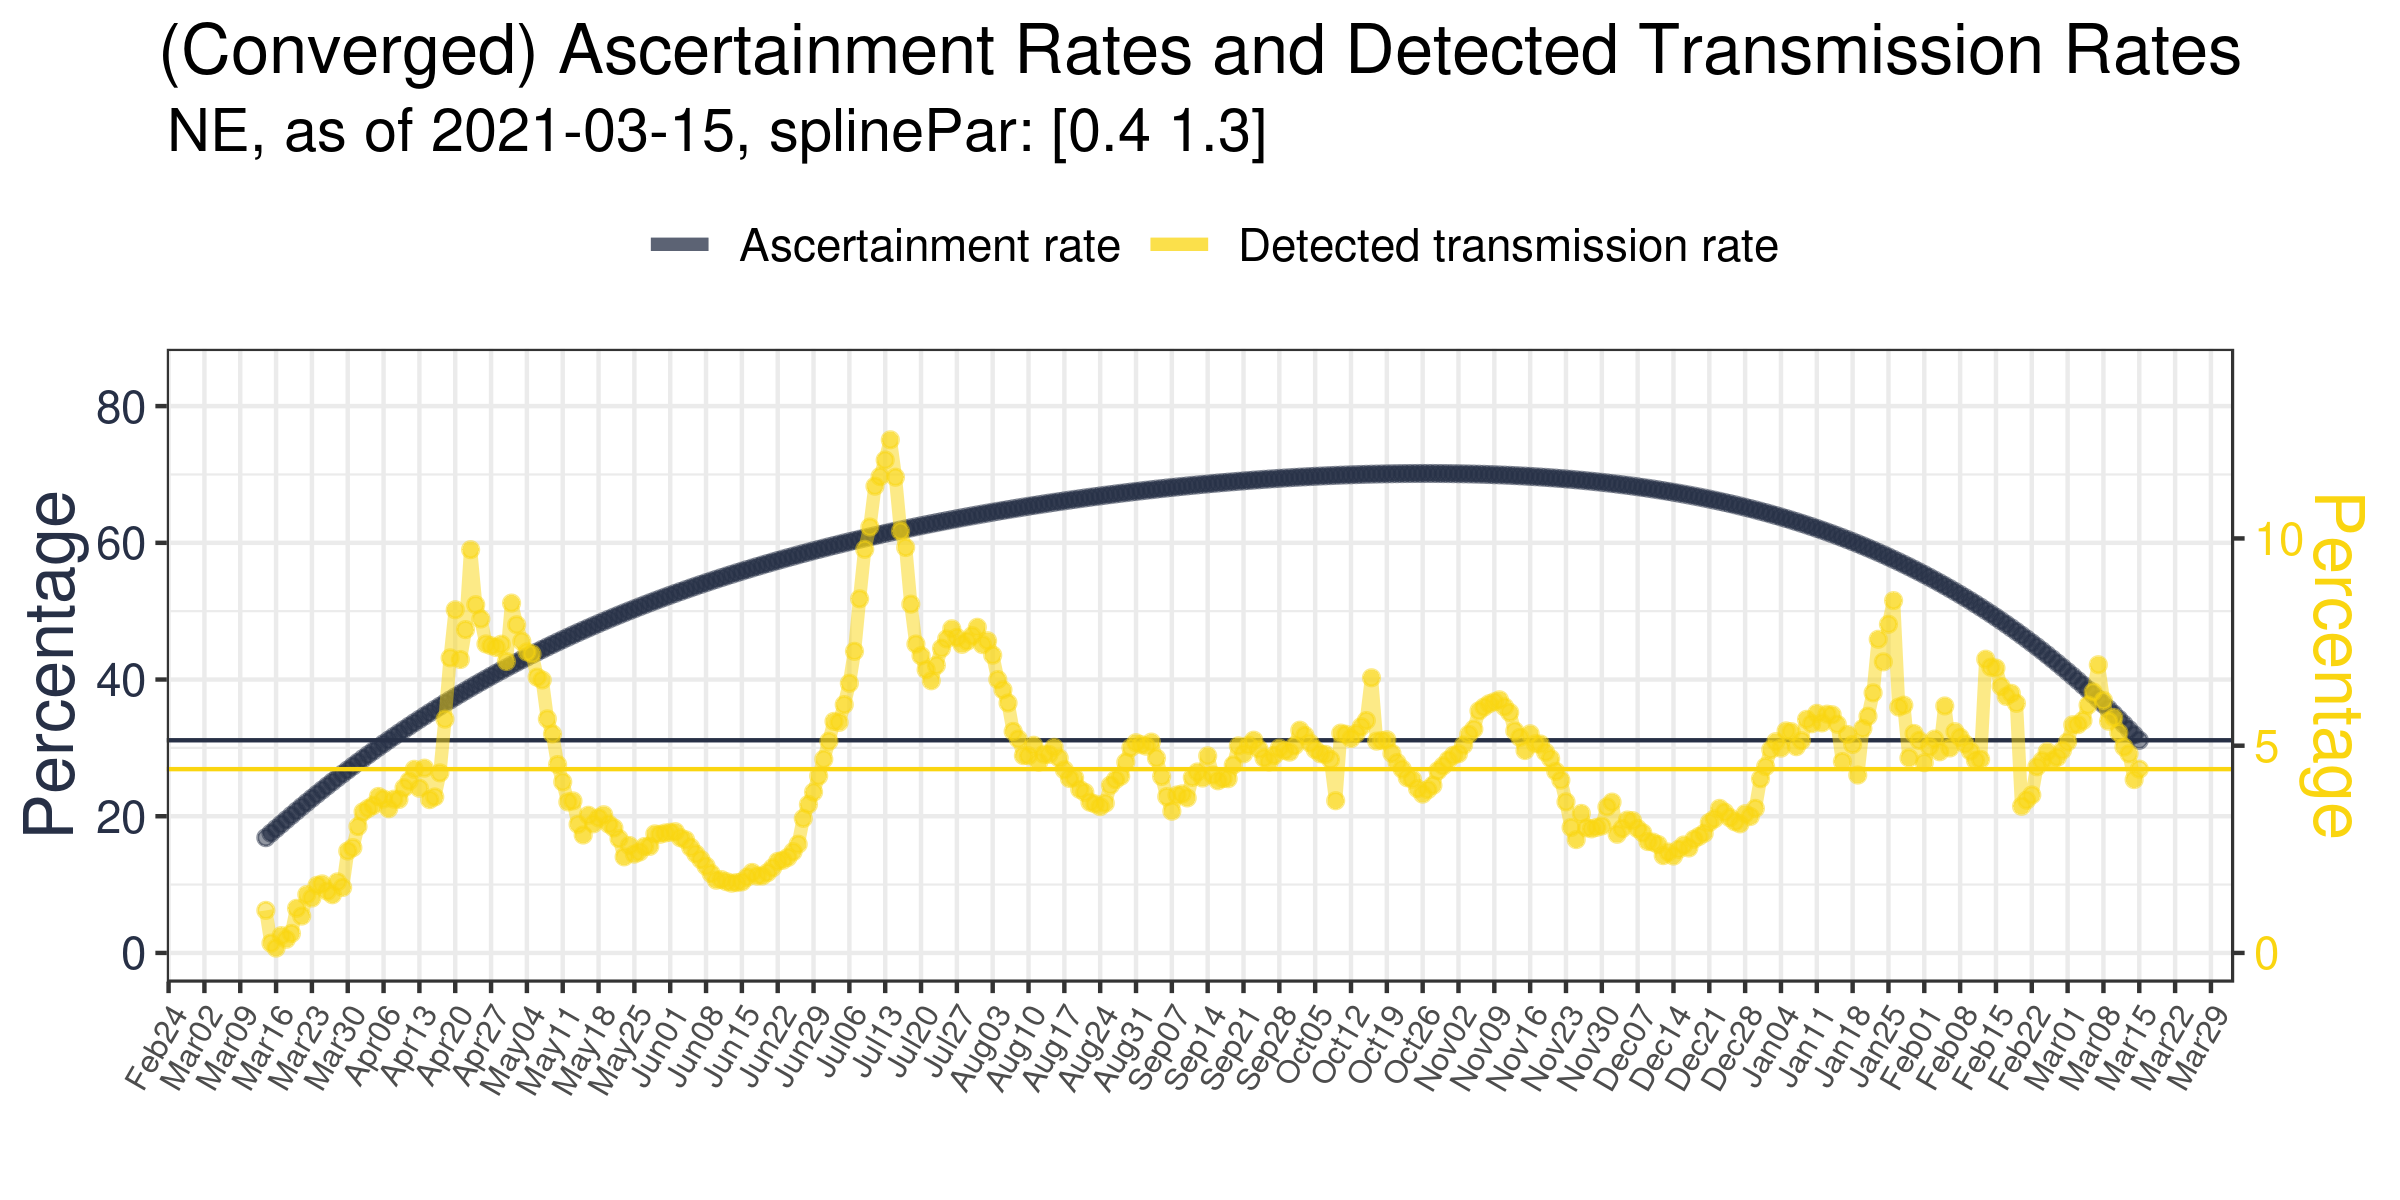 (Converged) Ascertainment Rates and Detected Transmission Rates
NE, as of 2021-03-15, splinePar: [0.4 1.3]
Ascertainment rate
Detected transmission rate
Percentage
80
60
40
20
0
10
5
0
Percentage
Feb24
Mar02
Mar09
Mar16
Mar23
Mar30
Apr06
Apr13
Apr20
Apr27
May04
May11
May18
May25
Jun01
Jun08
Jun15
Jun22
Jun29
Jul06
Jul13
Jul20
Jul27
Aug03
Aug10
Aug17
Aug24
Aug31
Sep07
Sep14
Sep21
Sep28
Oct05
Oct12
Oct19
Oct26
Nov02
Nov09
Nov16
Nov23
Nov30
Dec07
Dec14
Dec21
Dec28
Jan04
Jan11
Jan18
Jan25
Feb01
Feb08
Feb15
Feb22
Mar01
Mar08
Mar15
Mar22
Mar29